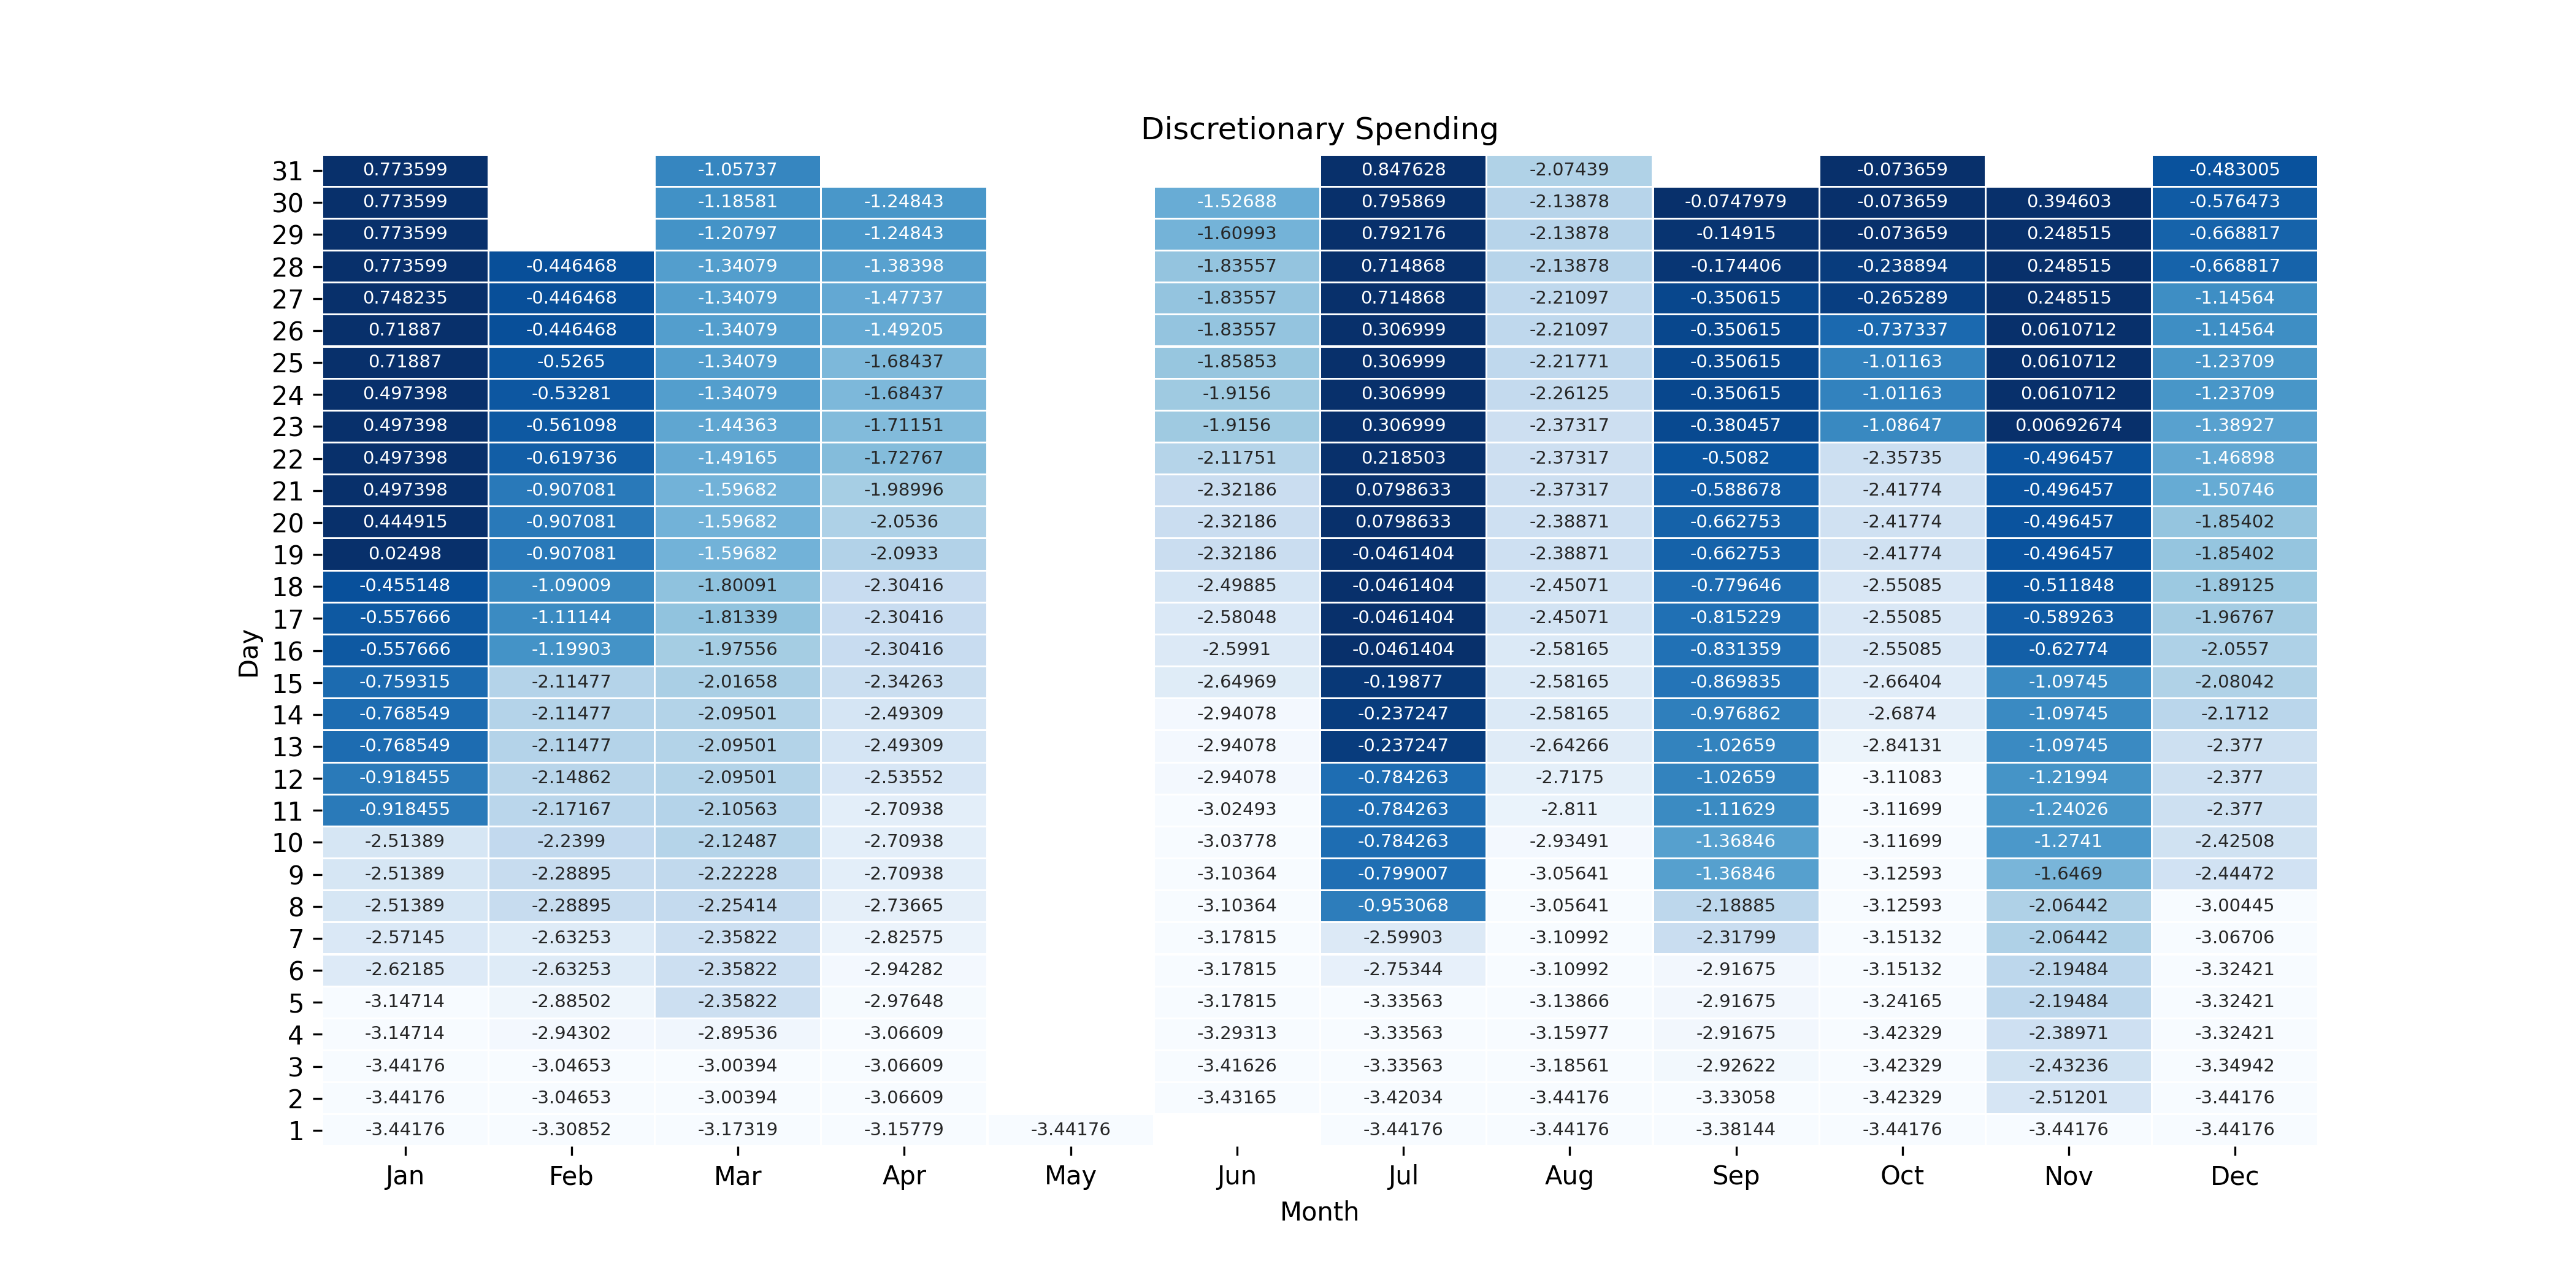 Discretionary Spending
31 0.773599 -1.05737 0.847628 -2.07439 -0.073659 -0.483005
30 0.773599 -1.18581 -1.24843 -1.52688 0.795869 -2.13878 -0.0747979 -0.073659 0.394603 -0.576473
29 0.773599 -1.20797 -1.24843 -1.60993 0.792176 -2.13878 -0.14915 -0.073659 0.248515 -0.668817
28 0.773599 -0.446468 -1.34079 -1.38398 -1.83557 0.714868 -2.13878 -0.174406 -0.238894 0.248515 -0.668817
27 0.748235 -0.446468 -1.34079 -1.47737 -1.83557 0.714868 -2.21097 -0.350615 -0.265289 0.248515 -1.14564
26 0.71887 -0.446468 -1.34079 -1.49205 -1.83557 0.306999 -2.21097 -0.350615 -0.737337 0.0610712 -1.14564
25 0.71887 -0.5265 -1.34079 -1.68437 -1.85853 0.306999 -2.21771 -0.350615 -1.01163 0.0610712 -1.23709
24 0.497398 -0.53281 -1.34079 -1.68437 -1.9156 0.306999 -2.26125 -0.350615 -1.01163 0.0610712 -1.23709
23 0.497398 -0.561098 -1.44363 -1.71151 -1.9156 0.306999 -2.37317 -0.380457 -1.08647 0.00692674 -1.38927
22 0.497398 -0.619736 -1.49165 -1.72767 -2.11751 0.218503 -2.37317 -0.5082 -2.35735 -0.496457 -1.46898
21 0.497398 -0.907081 -1.59682 -1.98996 -2.32186 0.0798633 -2.37317 -0.588678 -2.41774 -0.496457 -1.50746
20 0.444915 -0.907081 -1.59682 -2.0536 -2.32186 0.0798633 -2.38871 -0.662753 -2.41774 -0.496457 -1.85402
19 0.02498 -0.907081 -1.59682 -2.0933 -2.32186 -0.0461404 -2.38871 -0.662753 -2.41774 -0.496457 -1.85402
18 -0.455148 -1.09009 -1.80091 -2.30416 -2.49885 -0.0461404 -2.45071 -0.779646 -2.55085 -0.511848 -1.89125
17 -0.557666 -1.11144 -1.81339 -2.30416 -2.58048 -0.0461404 -2.45071 -0.815229 -2.55085 -0.589263 -1.96767
16 -0.557666 -1.19903 -1.97556 -2.30416 -2.5991 -0.0461404 -2.58165 -0.831359 -2.55085 -0.62774 -2.0557
15 -0.759315 -2.11477 -2.01658 -2.34263 -2.64969 -0.19877 -2.58165 -0.869835 -2.66404 -1.09745 -2.08042
14 -0.768549 -2.11477 -2.09501 -2.49309 -2.94078 -0.237247 -2.58165 -0.976862 -2.6874 -1.09745 -2.1712
13 -0.768549 -2.11477 -2.09501 -2.49309 -2.94078 -0.237247 -2.64266 -1.02659 -2.84131 -1.09745 -2.377
12 -0.918455 -2.14862 -2.09501 -2.53552 -2.94078 -0.784263 -2.7175 -1.02659 -3.11083 -1.21994 -2.377
11 -0.918455 -2.17167 -2.10563 -2.70938 -3.02493 -0.784263 -2.811 -1.11629 -3.11699 -1.24026 -2.377
10 -2.51389 -2.2399 -2.12487 -2.70938 -3.03778 -0.784263 -2.93491 -1.36846 -3.11699 -1.2741 -2.42508
9 -2.51389 -2.28895 -2.22228 -2.70938 -3.10364 -0.799007 -3.05641 -1.36846 -3.12593 -1.6469 -2.44472
8 -2.51389 -2.28895 -2.25414 -2.73665 -3.10364 -0.953068 -3.05641 -2.18885 -3.12593 -2.06442 -3.00445
7 -2.57145 -2.63253 -2.35822 -2.82575 -3.17815 -2.59903 -3.10992 -2.31799 -3.15132 -2.06442 -3.06706
6 -2.62185 -2.63253 -2.35822 -2.94282 -3.17815 -2.75344 -3.10992 -2.91675 -3.15132 -2.19484 -3.32421
5 -3.14714 -2.88502 -2.35822 -2.97648 -3.17815 -3.33563 -3.13866 -2.91675 -3.24165 -2.19484 -3.32421
4 -3.14714 -2.94302 -2.89536 -3.06609 -3.29313 -3.33563 -3.15977 -2.91675 -3.42329 -2.38971 -3.32421
3 -3.44176 -3.04653 -3.00394 -3.06609 -3.41626 -3.33563 -3.18561 -2.92622 -3.42329 -2.43236 -3.34942
2 -3.44176 -3.04653 -3.00394 -3.06609 -3.43165 -3.42034 -3.44176 -3.33058 -3.42329 -2.51201 -3.44176
1 -3.44176 -3.30852 -3.17319 -3.15779 -3.44176 -3.44176 -3.44176 -3.38144 -3.44176 -3.44176 -3.44176
Day
Jan Feb Mar Apr May Jun Jul Aug Sep Oct Nov Dec
Month